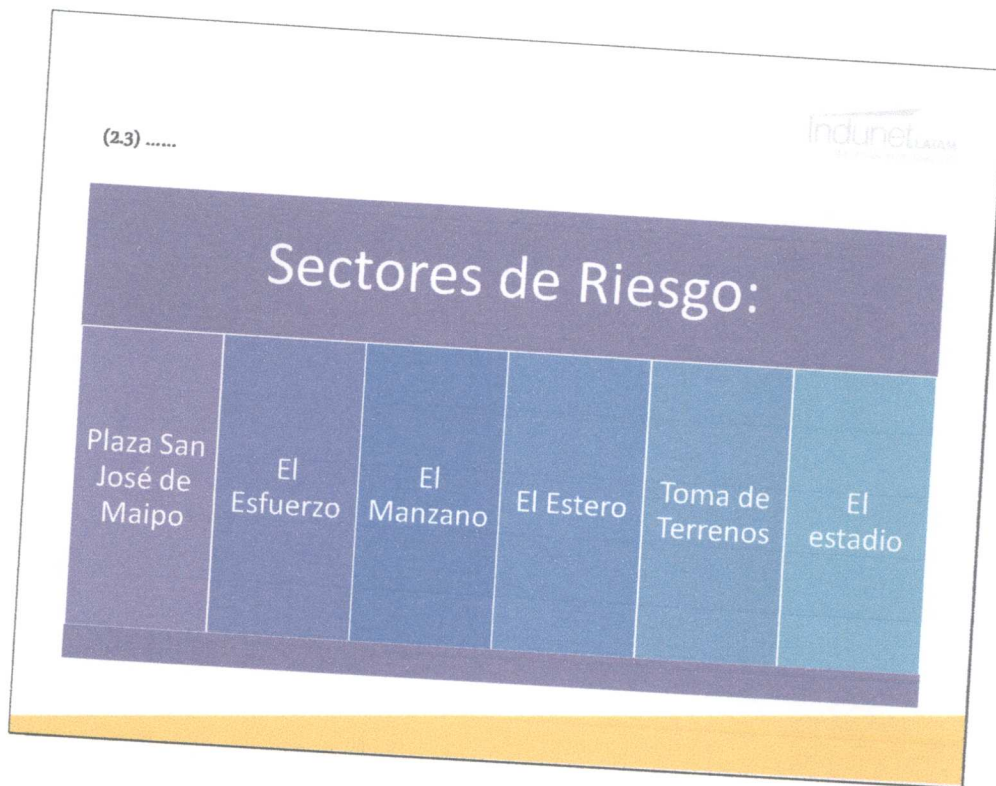 (2.3) ......
Indunet LATAM
Sectores de Riesgo:
Plaza San
José de
Maipo
El
Esfuerzo
El
Manzano
El Estero
Toma de
Terrenos
El
estadio